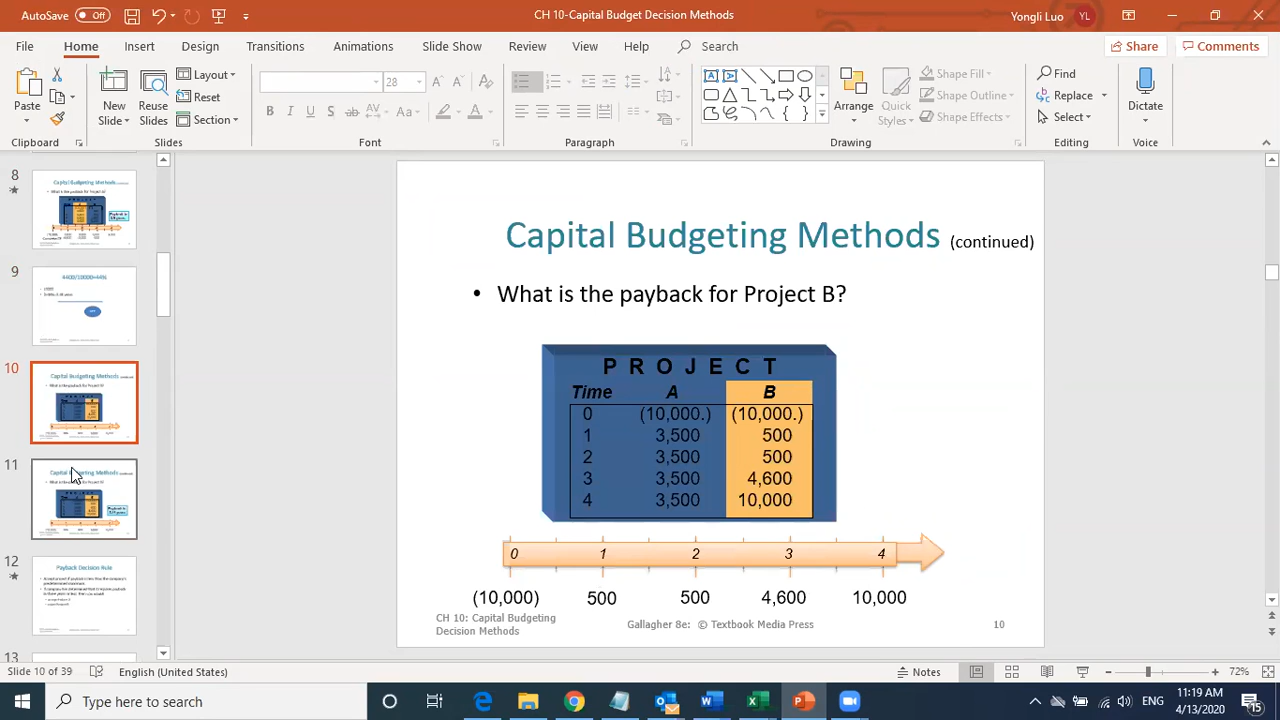 AutoSave Off
CH 10-Capital Budget Decision Methods
Yongli Luo YL
File Home Insert Design Transitions Animations Slide Show Review View Help Search Share Comments
Paste
New Slides
Reuse Slides
Layout
Reset
Section
28
Arrange
Quick Styles
Shape Fill
Shape Outline
Shape Effects
Find
Replace
Select
Dictate
Clipboard Slides Font Paragraph Drawing Editing Voice
8
9
10
11
12
Payback Decision Rule
13
Capital Budgeting Methods (continued)
• What is the payback for Project B?
PROJECT
Time A B
0 (10,000.) (10,000.)
1 3,500 500
2 3,500 500
3 3,500 4,600
4 3,500 10,000
0 1 2 3 4
(10,000) 500 500 4,600 10,000
CH 10: Capital Budgeting
Decision Methods
Gallagher 8e: © Textbook Media Press
10
Slide 10 of 39 English (United States) Notes 72%
Type here to search
ENG
11:19 AM
4/13/2020
15